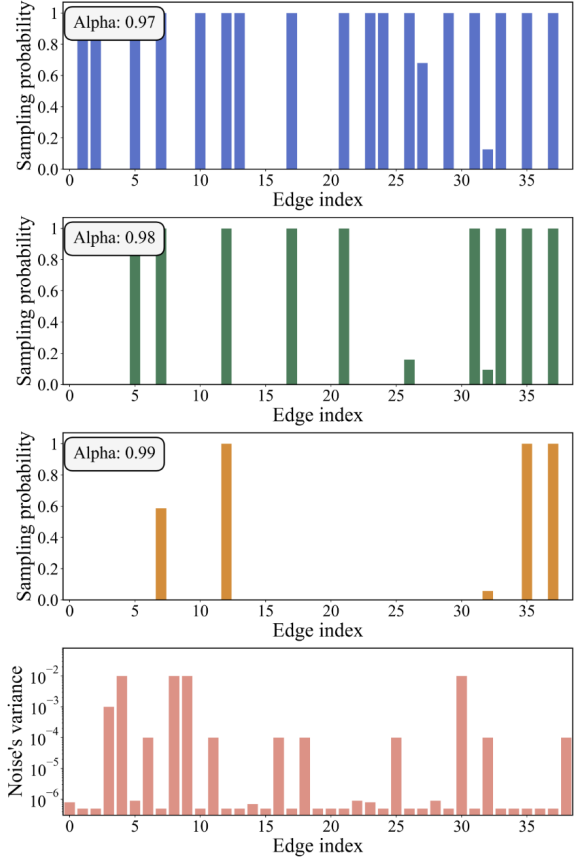 Alpha: 0.97
Sampling probability
1
0.8
0.6
0.4
0.2
0.0
0 5 10 15 20 25 30 35
Edge index
Alpha: 0.98
Sampling probability
1
0.8
0.6
0.4
0.2
0.0
0 5 10 15 20 25 30 35
Edge index
Alpha: 0.99
Sampling probability
1
0.8
0.6
0.4
0.2
0.0
0 5 10 15 20 25 30 35
Edge index
Noise's variance
10⁻²
10⁻³
10⁻⁴
10⁻⁵
10⁻⁶
0 5 10 15 20 25 30 35
Edge index